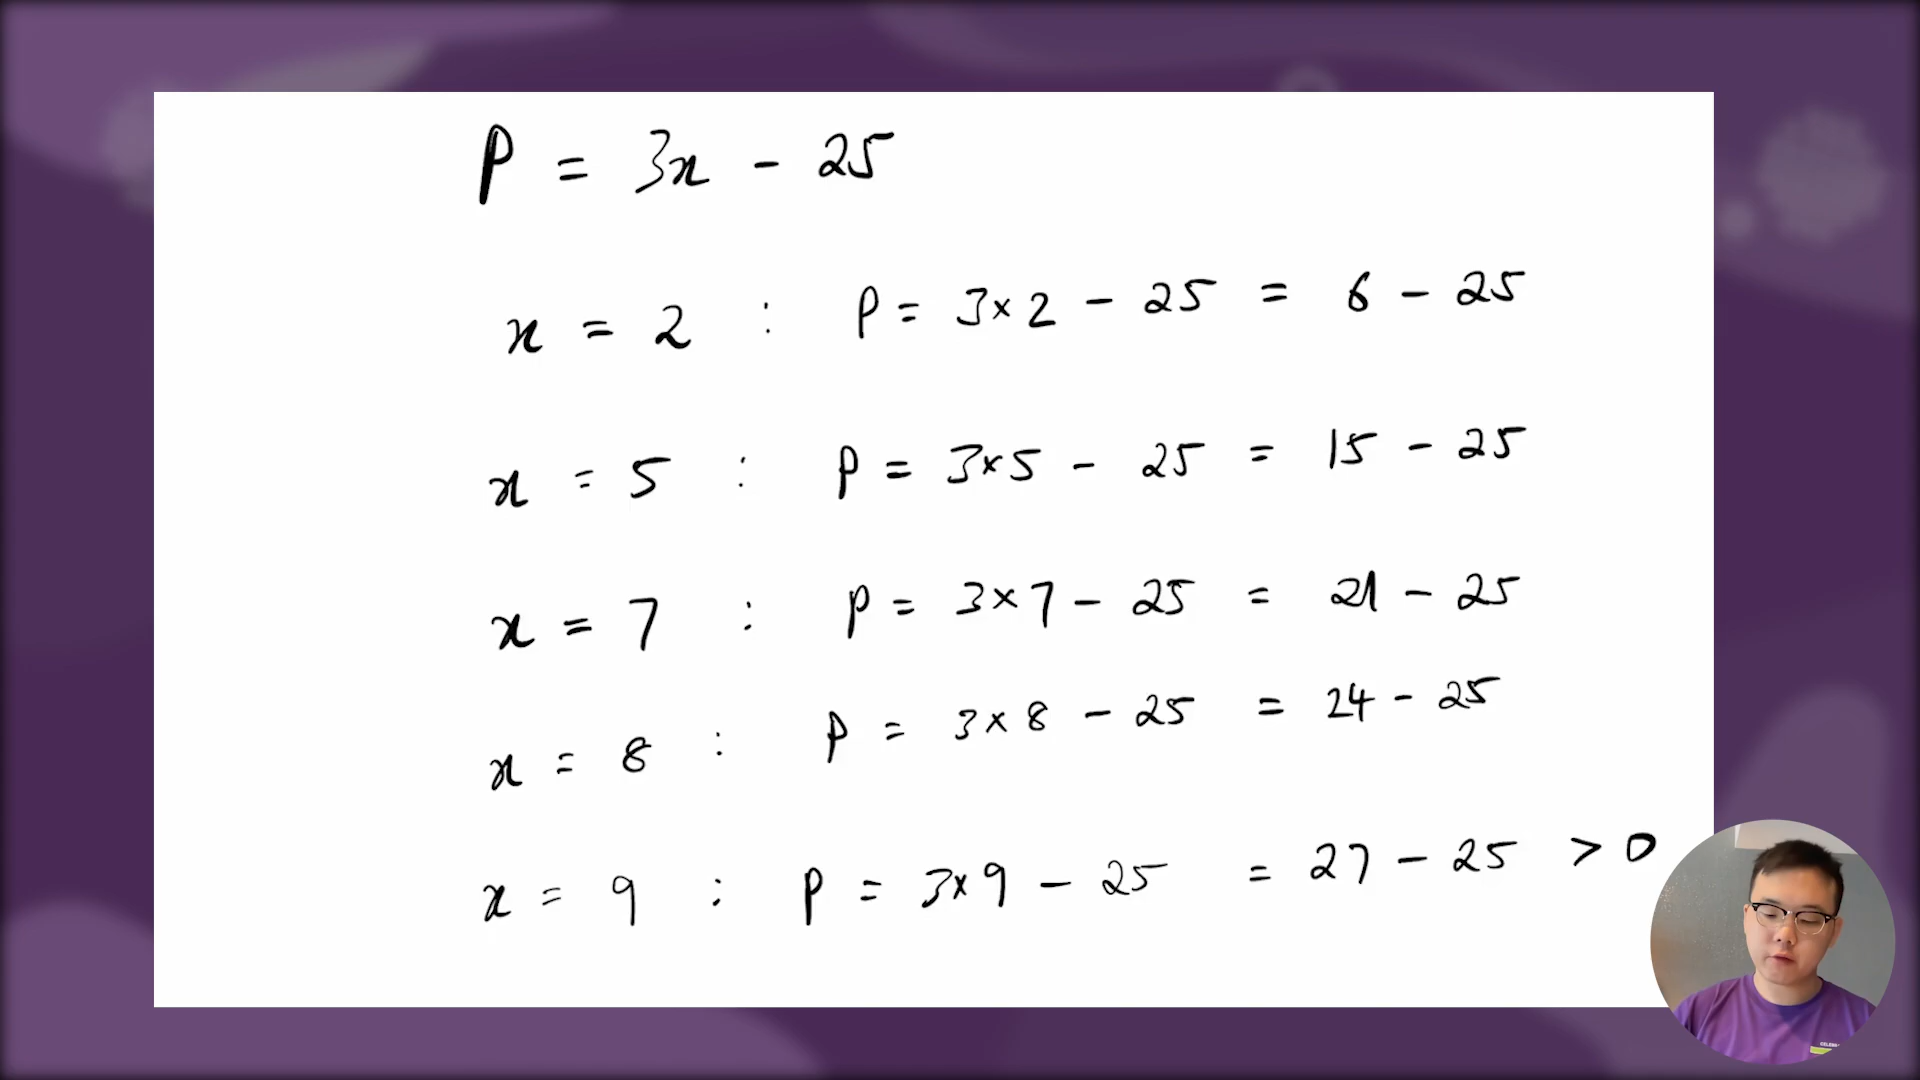 P = 3x - 25
x = 2 : P = 3×2 - 25 = 6 - 25
x = 5 : P = 3×5 - 25 = 15 - 25
x = 7 : P = 3×7 - 25 = 21 - 25
x = 8 : P = 3×8 - 25 = 24 - 25
x = 9 : P = 3×9 - 25 = 27 - 25 > 0